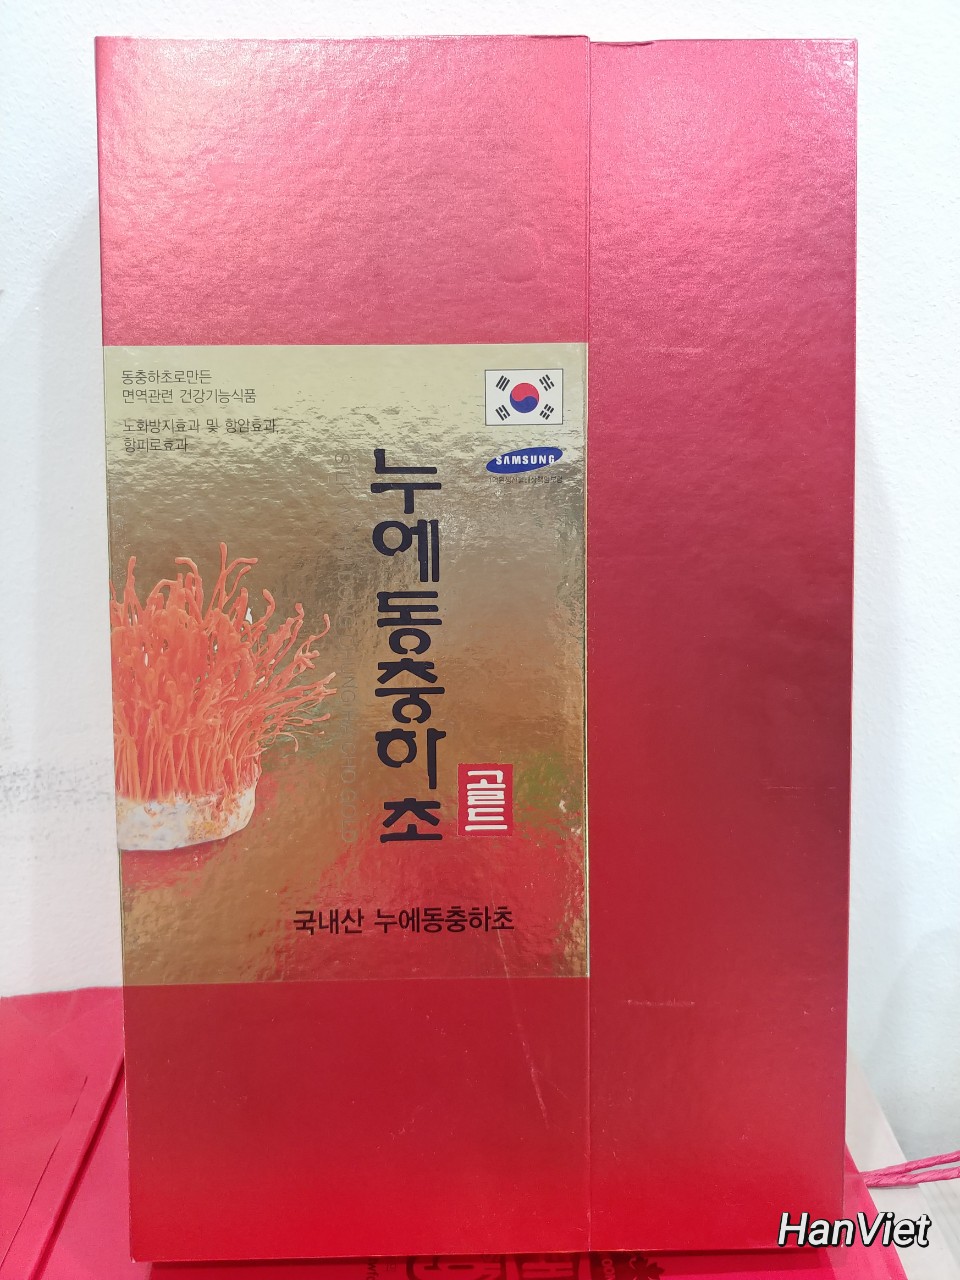 동충하초로만든
면역관련 건강기능식품
노화방지효과 및 항암효과,
항피로효과
SAMSUNG
누에동충하초
골드
국내산 누에동충하초
HanViet